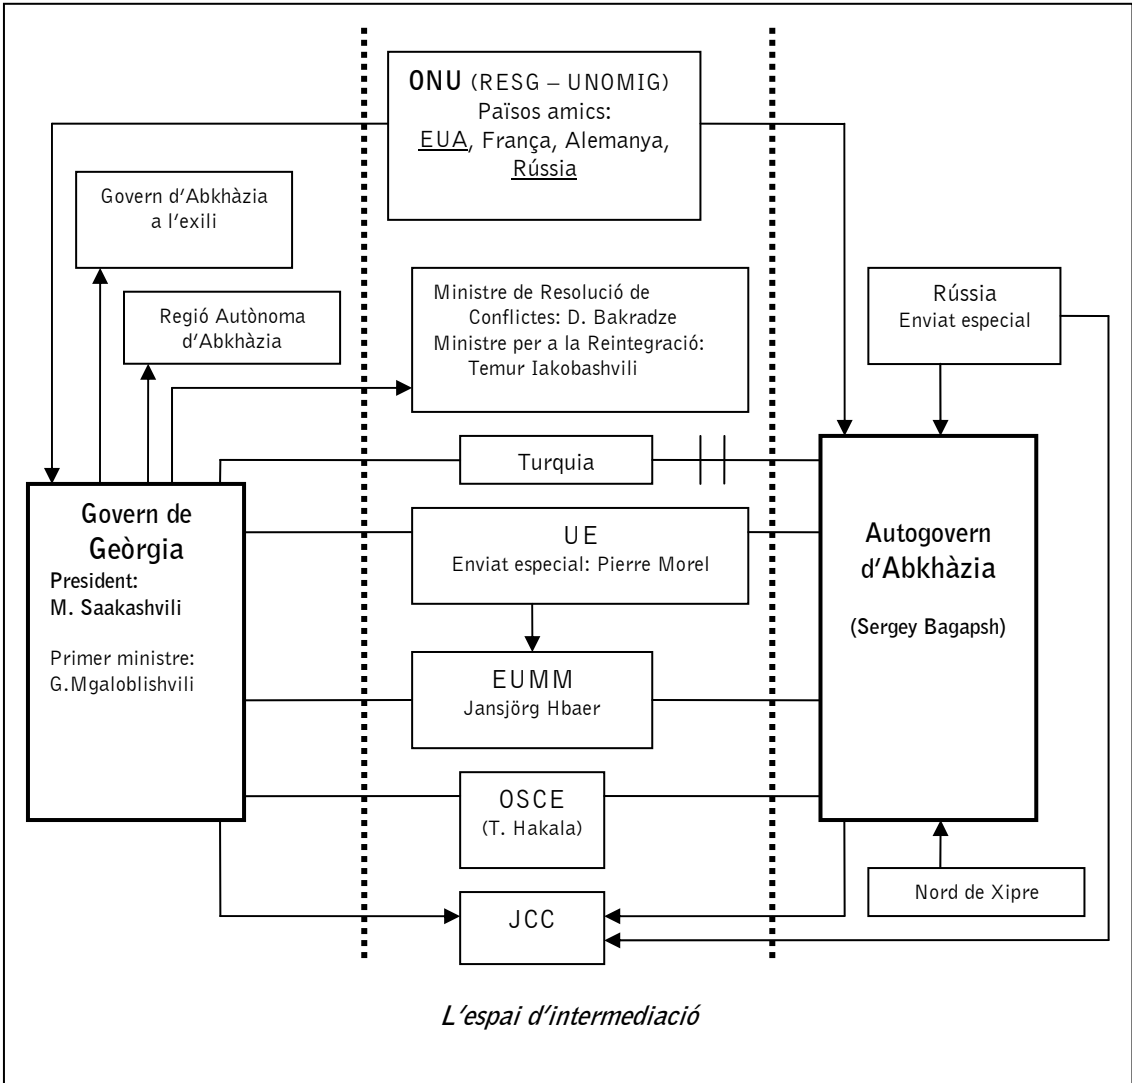 ONU (RESG – UNOMIG)
Països amics:
EUA, França, Alemanya,
Rússia
Govern d'Abkhàzia
a l'exili
Regió Autònoma
d'Abkhàzia
Ministre de Resolució de
Conflictes: D. Bakradze
Ministre per a la Reintegració:
Temur Iakobashvili
Rússia
Enviat especial
Turquia
Govern de
Geòrgia
President:
M. Saakashvili
Primer ministre:
G.Mgaloblishvili
UE
Enviat especial: Pierre Morel
Autogovern
d'Abkhàzia
(Sergey Bagapsh)
EUMM
Jansjörg Hbaer
OSCE
(T. Hakala)
Nord de Xipre
JCC
L'espai d'intermediació